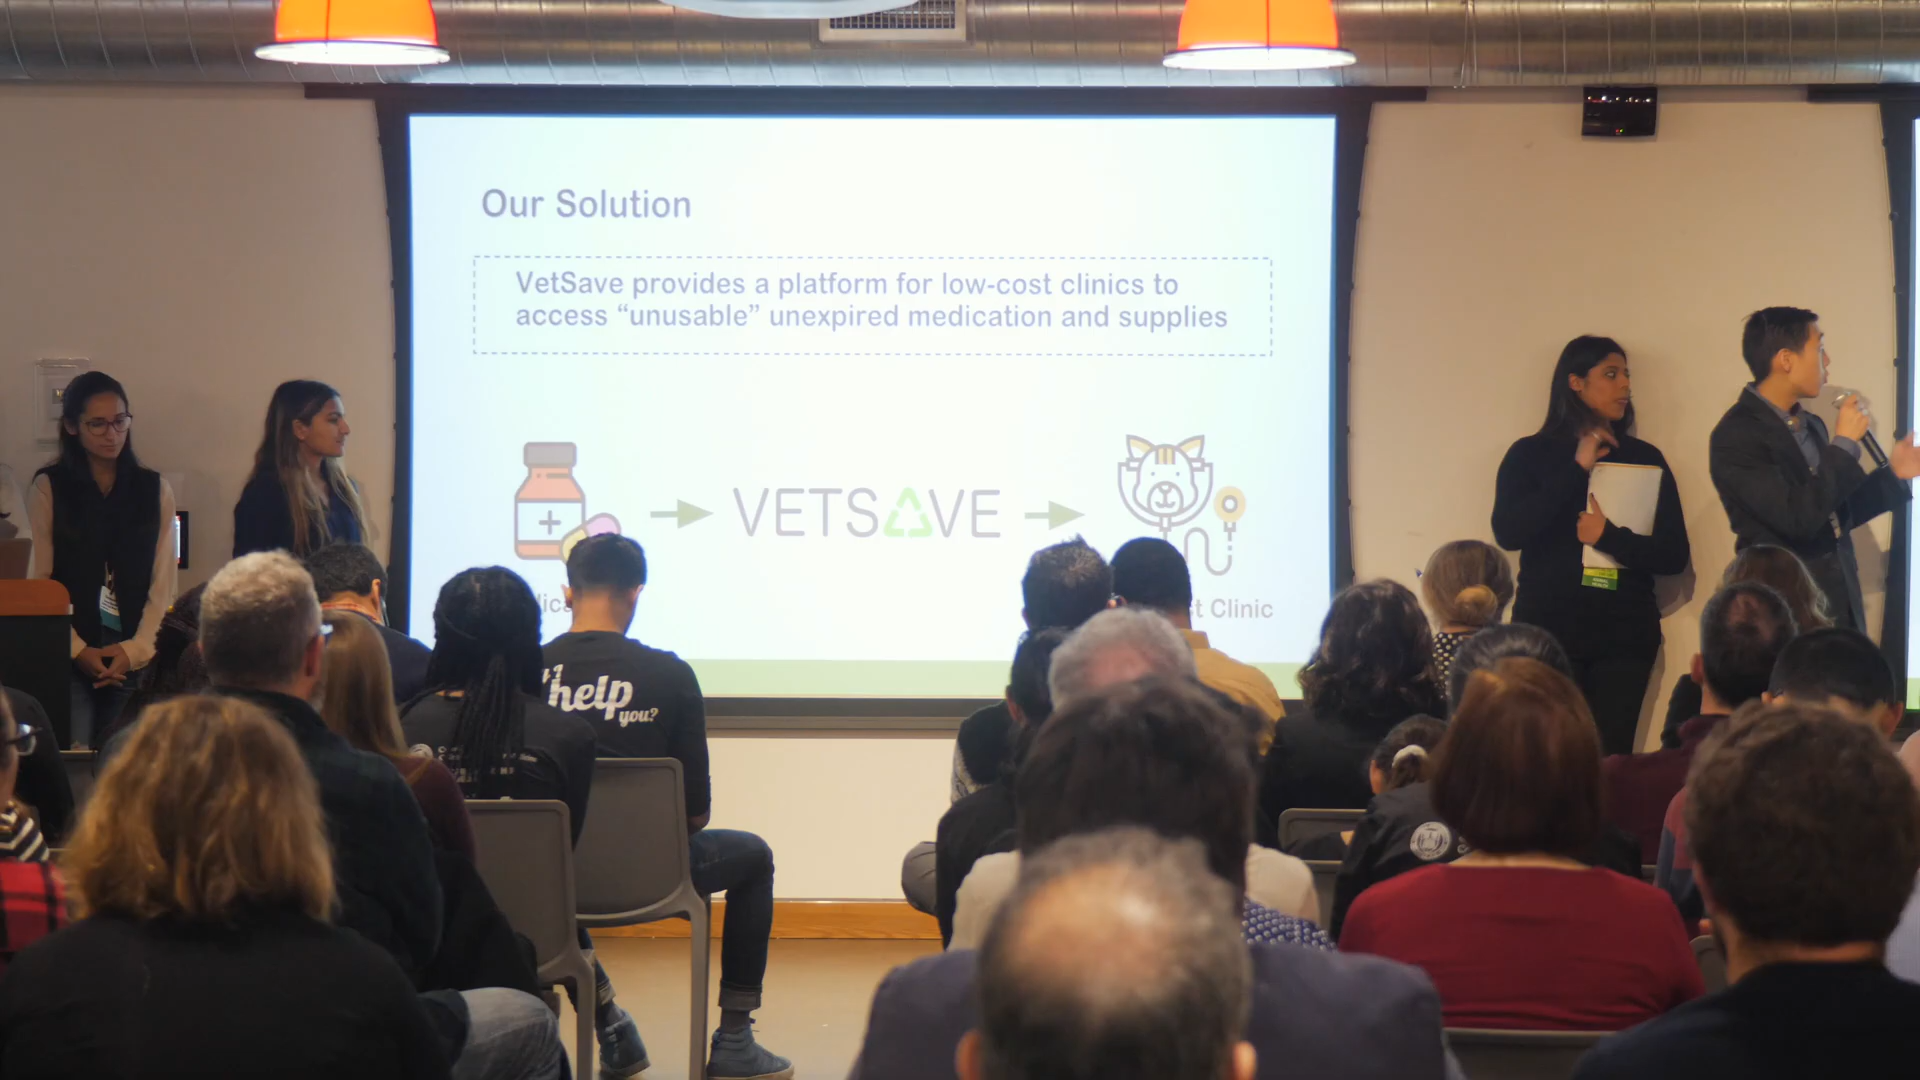 Our Solution
VetSave provides a platform for low-cost clinics to
access “unusable” unexpired medication and supplies
VETSAVE
Clinic
help
you?